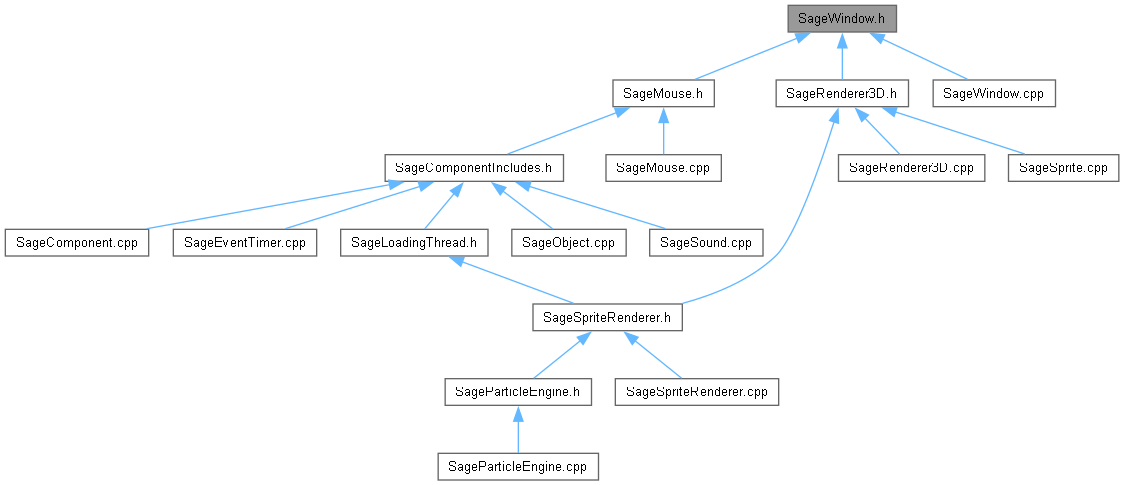 SageWindow.h
SageMouse.h
SageRenderer3D.h
SageWindow.cpp
SageComponentIncludes.h
SageMouse.cpp
SageRenderer3D.cpp
SageSprite.cpp
SageComponent.cpp
SageEventTimer.cpp
SageLoadingThread.h
SageObject.cpp
SageSound.cpp
SageSpriteRenderer.h
SageParticleEngine.h
SageSpriteRenderer.cpp
SageParticleEngine.cpp